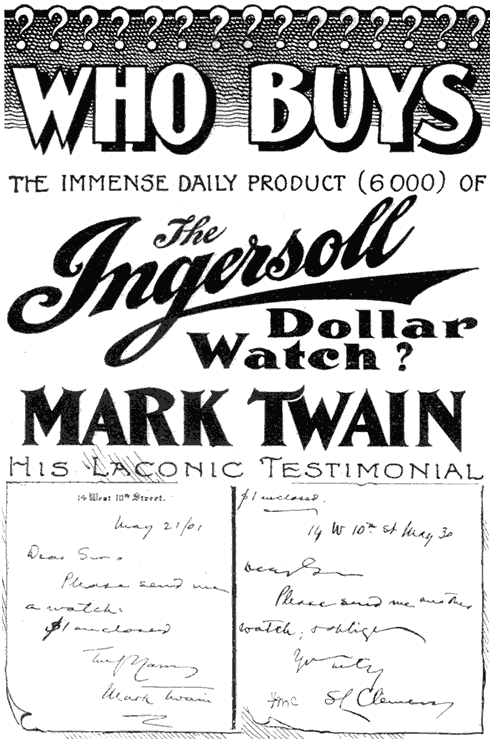 ? ? ? ? ? ? ? ? ? ? ? ? ? ? ?
WHO BUYS
THE IMMENSE DAILY PRODUCT (6000) OF
The
Ingersoll
Dollar
Watch?
MARK TWAIN
HIS LACONIC TESTIMONIAL
14 West 10th Street.
May 21/01
Dear Sirs
Please send me
a watch.
$1 enclosed
Mark Twain
$1 enclosed.
14 W 10th St May 30
Please send me another
watch, & oblige
SL Clemens